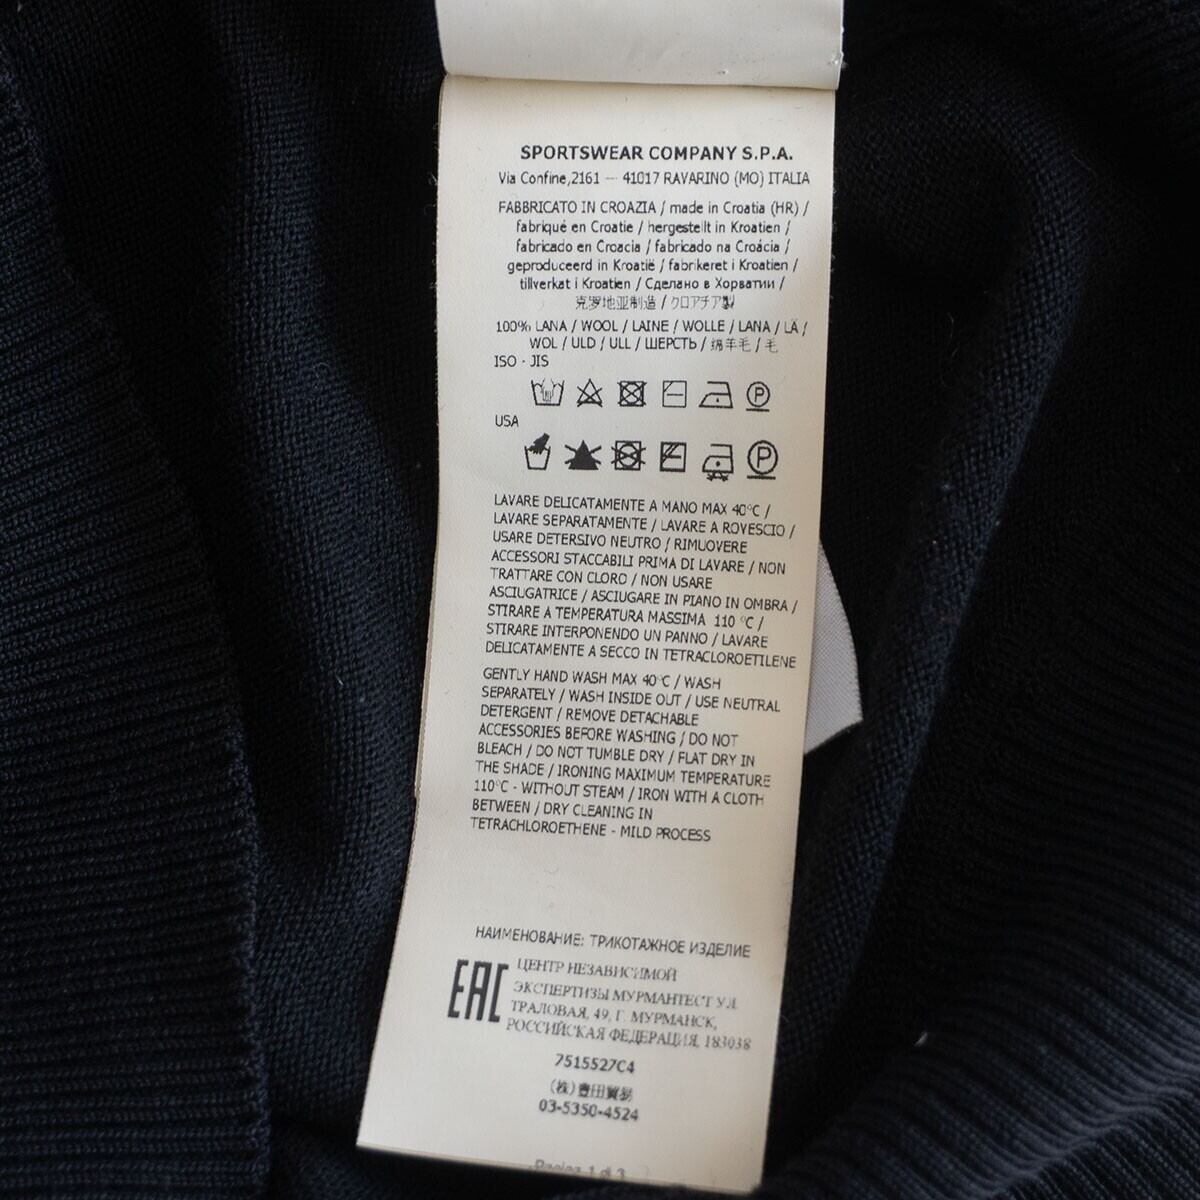 SPORTSWEAR COMPANY S.P.A.
Via Confine,2161 — 41017 RAVARINO (MO) ITALIA
FABBRICATO IN CROAZIA / made in Croatia (HR) /
fabriqué en Croatie / hergestellt in Kroatien /
fabricado en Croacia / fabricado na Croácia /
geproduceerd in Kroatië / fabrikeret i Kroatien /
tillverkat i Kroatien / Сделано в Хорватии /
克罗地亚制造 / クロアチア製
100% LANA / WOOL / LAINE / WOLLE / LANA / LÃ /
WOL / ULD / ULL / ШЕРСТЬ / 绵羊毛 / 毛
ISO - JIS
P
USA
P
LAVARE DELICATAMENTE A MANO MAX 40°C /
LAVARE SEPARATAMENTE / LAVARE A ROVESCIO /
USARE DETERSIVO NEUTRO / RIMUOVERE
ACCESSORI STACCABILI PRIMA DI LAVARE / NON
TRATTARE CON CLORO / NON USARE
ASCIUGATRICE / ASCIUGARE IN PIANO IN OMBRA /
STIRARE A TEMPERATURA MASSIMA 110 °C /
STIRARE INTERPONENDO UN PANNO / LAVARE
DELICATAMENTE A SECCO IN TETRACLOROETILENE
GENTLY HAND WASH MAX 40°C / WASH
SEPARATELY / WASH INSIDE OUT / USE NEUTRAL
DETERGENT / REMOVE DETACHABLE
ACCESSORIES BEFORE WASHING / DO NOT
BLEACH / DO NOT TUMBLE DRY / FLAT DRY IN
THE SHADE / IRONING MAXIMUM TEMPERATURE
110°C - WITHOUT STEAM / IRON WITH A CLOTH
BETWEEN / DRY CLEANING IN
TETRACHLOROETHENE - MILD PROCESS
НАИМЕНОВАНИЕ: ТРИКОТАЖНОЕ ИЗДЕЛИЕ
EAC ЦЕНТР НЕЗАВИСИМОЙ
ЭКСПЕРТИЗЫ МУРМАНТЕСТ УЛ.
ТРАЛОВАЯ, 49, Г. МУРМАНСК,
РОССИЙСКАЯ ФЕДЕРАЦИЯ, 183038
7515527C4
(株)豊田貿易
03-5350-4524
Pagina 1 di 3